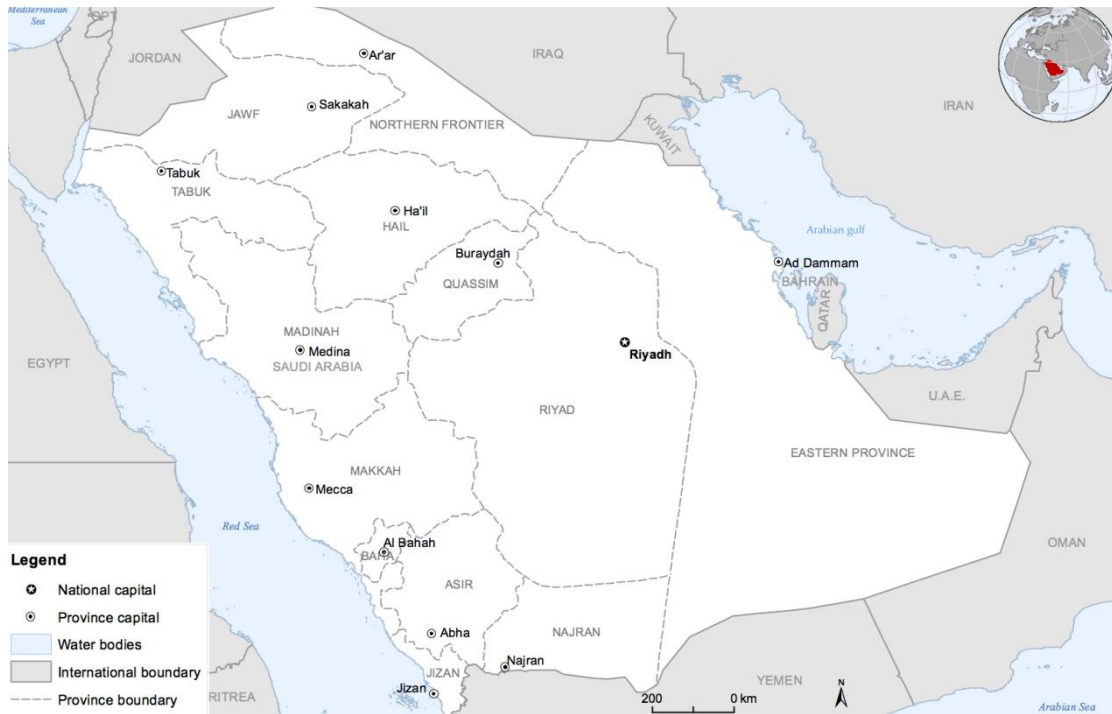 Mediterranean
Sea
OPT
JORDAN
Ar'ar
IRAQ
IRAN
JAWF
Sakakah
NORTHERN FRONTIER
KUWAIT
Tabuk
TABUK
Ha'il
HAIL
Buraydah
QUASSIM
Arabian gulf
Ad Dammam
BAHRAIN
QATAR
MADINAH
Medina
SAUDI ARABIA
Riyadh
EGYPT
RIYAD
U.A.E.
EASTERN PROVINCE
MAKKAH
Mecca
Red Sea
Al Bahah
BAHA
OMAN
ASIR
Abha
NAJRAN
JIZAN
Najran
Jizan
YEMEN
RITREA
Arabian Sea
Legend
National capital
Province capital
Water bodies
International boundary
Province boundary
200 0 km
N